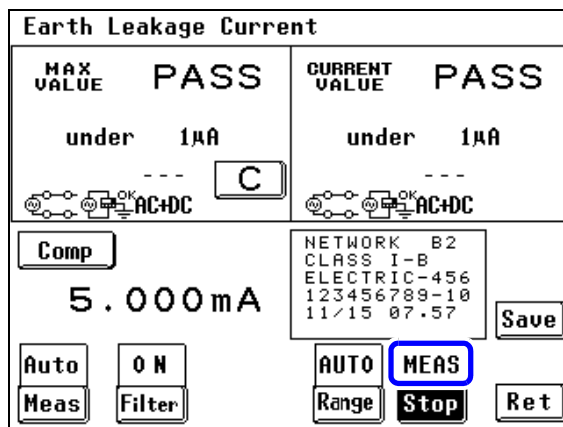 Earth Leakage Current
MAX VALUE PASS
under 1μA
---
C
OK
AC+DC
CURRENT VALUE PASS
under 1μA
---
OK
AC+DC
Comp
5.000mA
NETWORK B2
CLASS I-B
ELECTRIC-456
123456789-10
11/15 07.57
Save
Auto
Meas
ON
Filter
AUTO
Range
MEAS
Stop
Ret